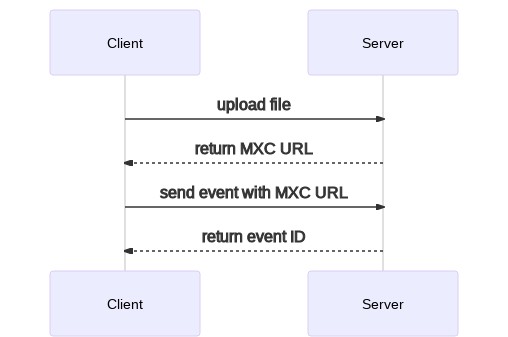 Client
Server
upload file
return MXC URL
send event with MXC URL
return event ID
Client
Server